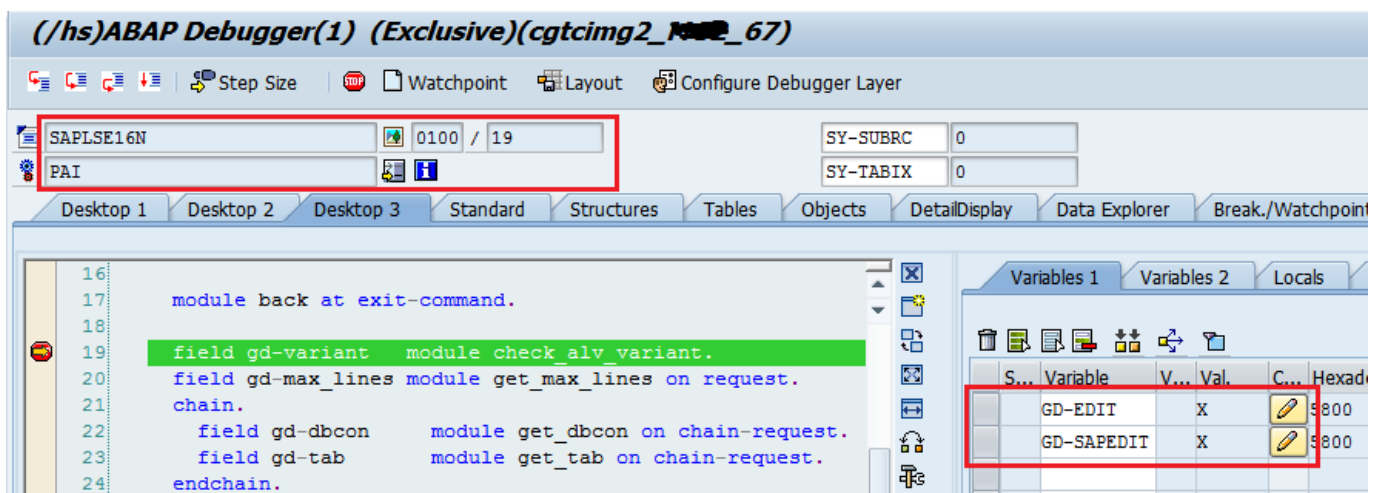 (/hs)ABAP Debugger(1) (Exclusive)(cgtcimg2_ _67)
Step Size STOP Watchpoint Layout Configure Debugger Layer
SAPLSE16N 0100 / 19 SY-SUBRC 0
PAI SY-TABIX 0
Desktop 1 Desktop 2 Desktop 3 Standard Structures Tables Objects DetailDisplay Data Explorer Break./Watchpoint
Variables 1 Variables 2 Locals
16
17 module back at exit-command.
18
19 field gd-variant module check_alv_variant.
20 field gd-max_lines module get_max_lines on request.
21 chain.
22 field gd-dbcon module get_dbcon on chain-request.
23 field gd-tab module get_tab on chain-request.
24 endchain.
S... Variable V... Val. C... Hexade
GD-EDIT X 5800
GD-SAPEDIT X 5800